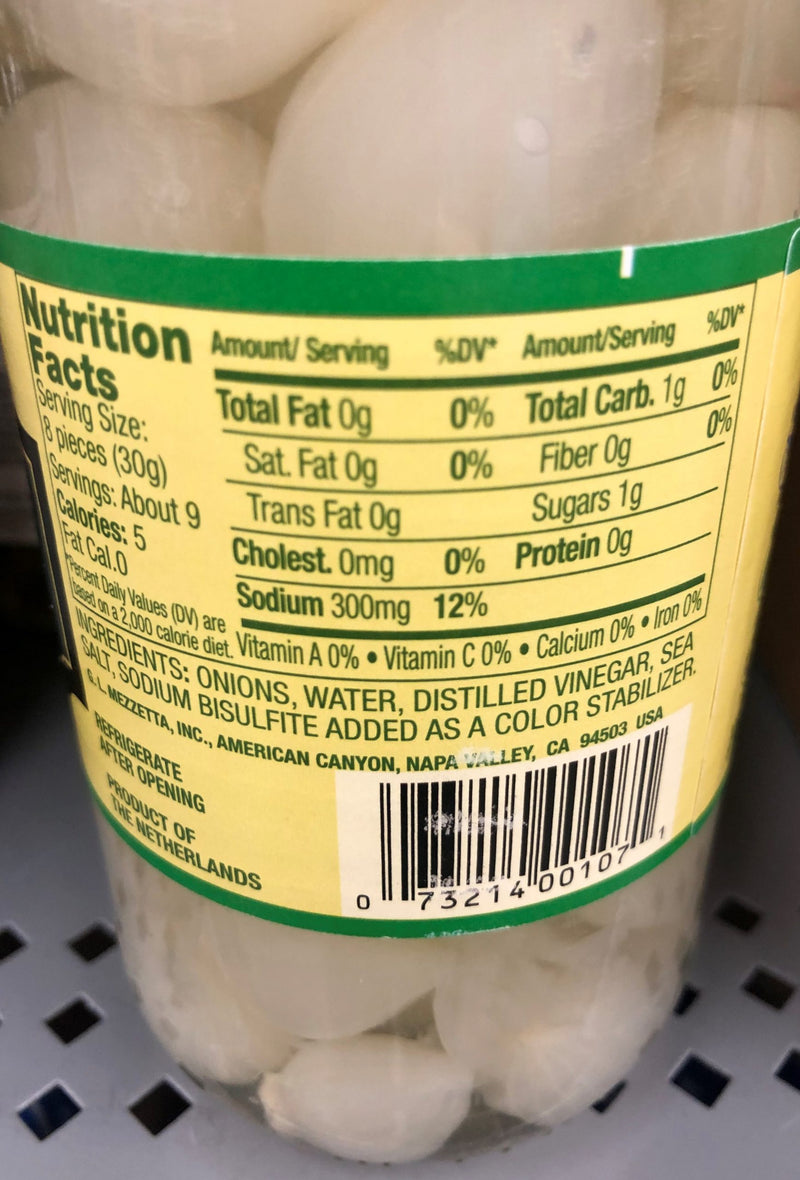 Nutrition
Facts
Serving Size:
8 pieces (30g)
Servings: About 9
Calories: 5
Fat Cal.0
*Percent Daily Values (DV) are
based on a 2,000 calorie diet.
Amount/ Serving %DV* Amount/Serving %DV*
Total Fat 0g 0% Total Carb. 1g 0%
Sat. Fat 0g 0% Fiber 0g 0%
Trans Fat 0g Sugars 1g
Cholest. 0mg 0% Protein 0g
Sodium 300mg 12%
Vitamin A 0% • Vitamin C 0% • Calcium 0% • Iron 0%
INGREDIENTS: ONIONS, WATER, DISTILLED VINEGAR, SEA
SALT, SODIUM BISULFITE ADDED AS A COLOR STABILIZER.
G. L. MEZZETTA, INC., AMERICAN CANYON, NAPA VALLEY, CA 94503 USA
REFRIGERATE
AFTER OPENING
PRODUCT OF
THE NETHERLANDS
0 73214 00107 1